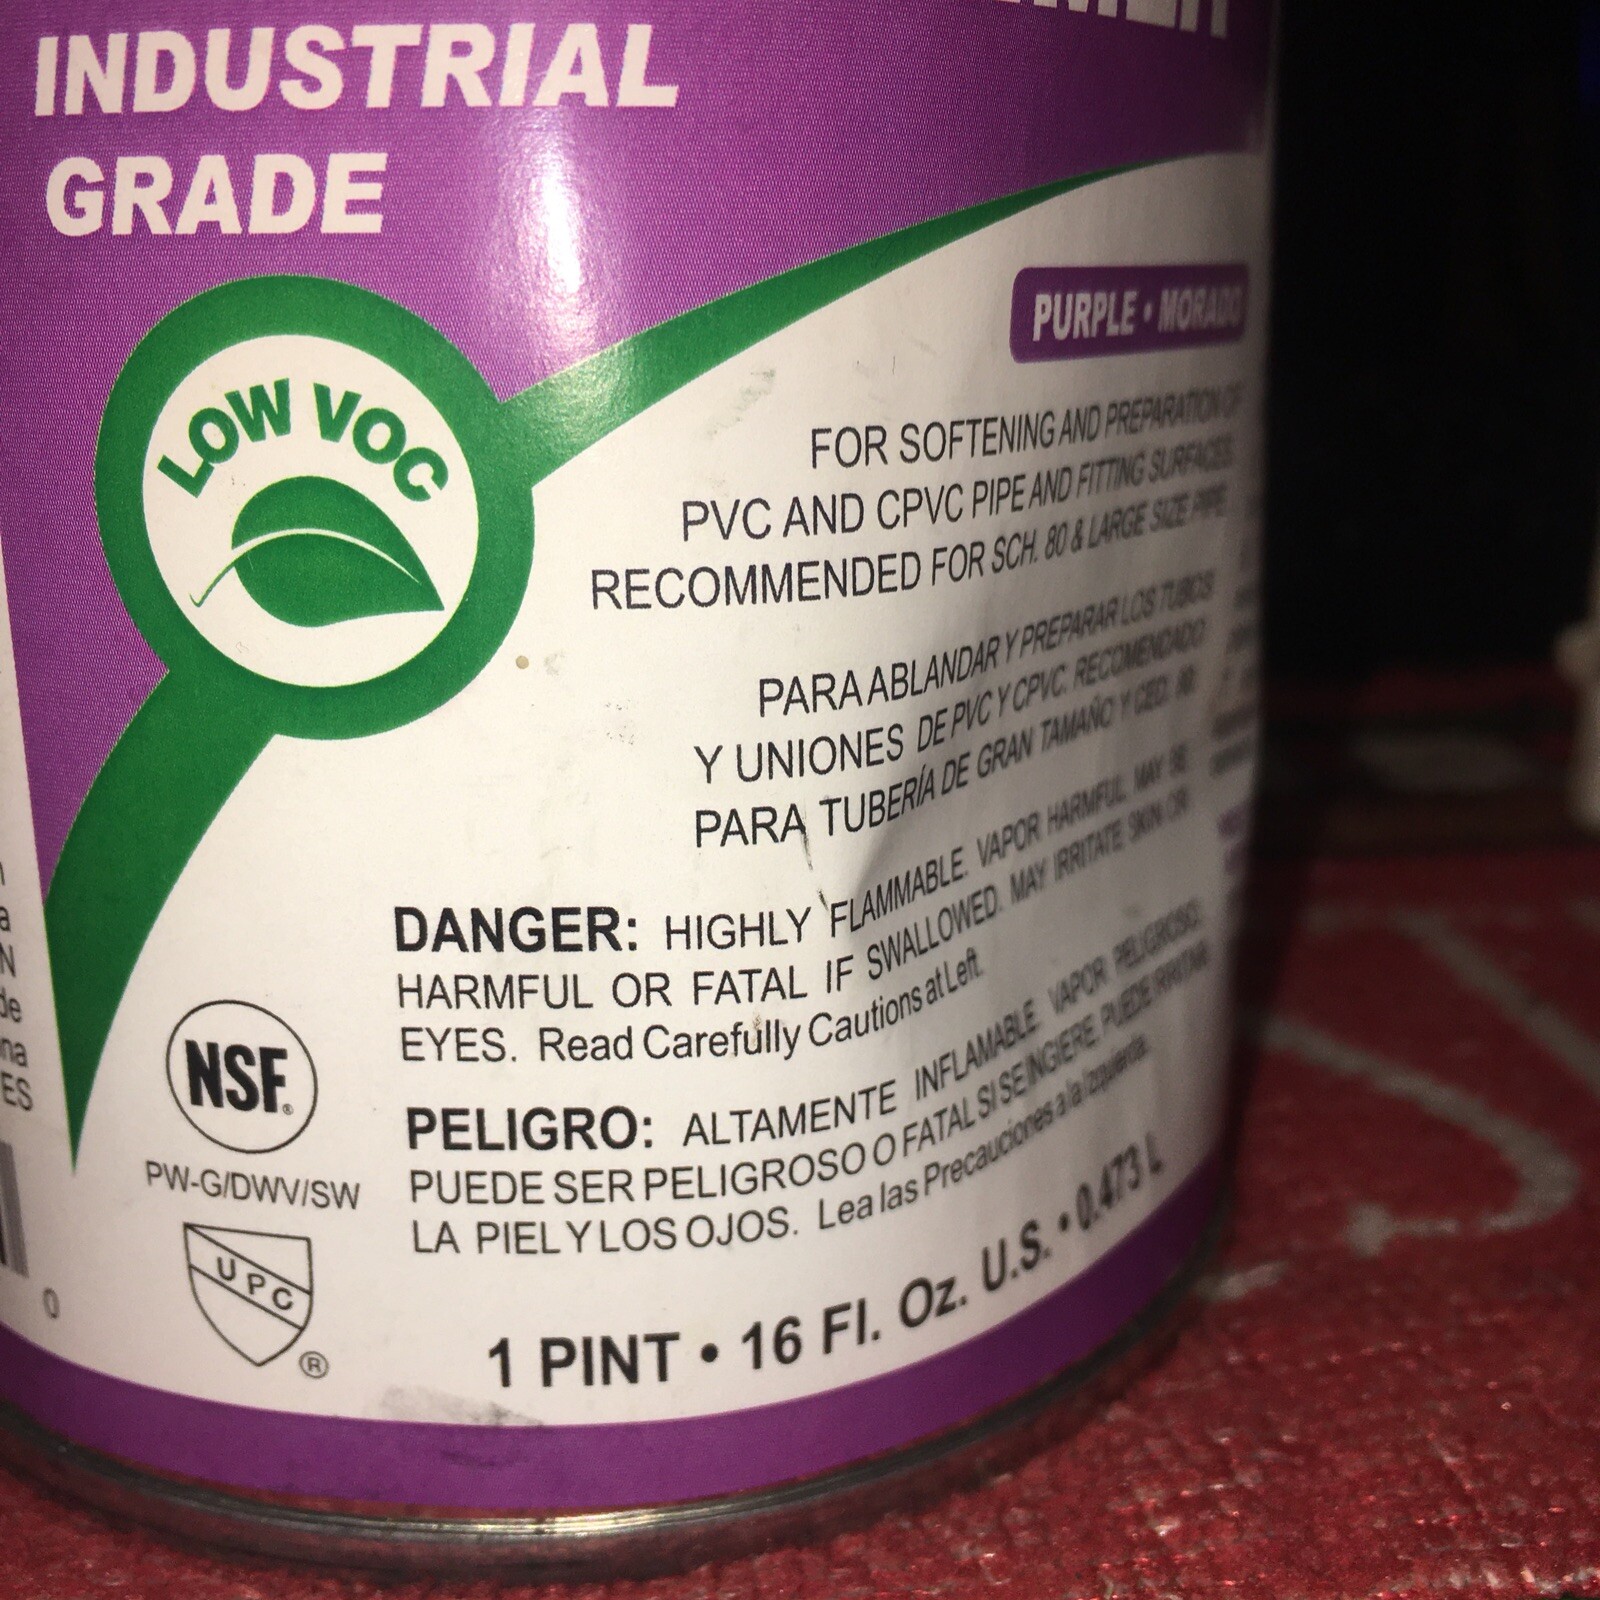 INDUSTRIAL
GRADE
LOW VOC
PURPLE • MORADO
FOR SOFTENING AND PREPARATION OF
PVC AND CPVC PIPE AND FITTING SURFACES.
RECOMMENDED FOR SCH. 80 & LARGE SIZE PIPE.
PARA ABLANDAR Y PREPARAR LOS TUBOS
Y UNIONES DE PVC Y CPVC. RECOMENDADO
PARA TUBERÍA DE GRAN TAMAÑO Y CED. 80.
DANGER: HIGHLY FLAMMABLE. VAPOR HARMFUL. MAY BE
HARMFUL OR FATAL IF SWALLOWED. MAY IRRITATE SKIN OR
EYES. Read Carefully Cautions at Left.
PELIGRO: ALTAMENTE INFLAMABLE. VAPOR PELIGROSO.
PUEDE SER PELIGROSO O FATAL SI SE INGIERE. PUEDE IRRITAR
LA PIEL Y LOS OJOS. Lea las Precauciones a la Izquierda.
NSF®
PW-G/DWV/SW
UPC®
1 PINT • 16 Fl. Oz. U.S. • 0.473 L
a
N
de
na
ES
0